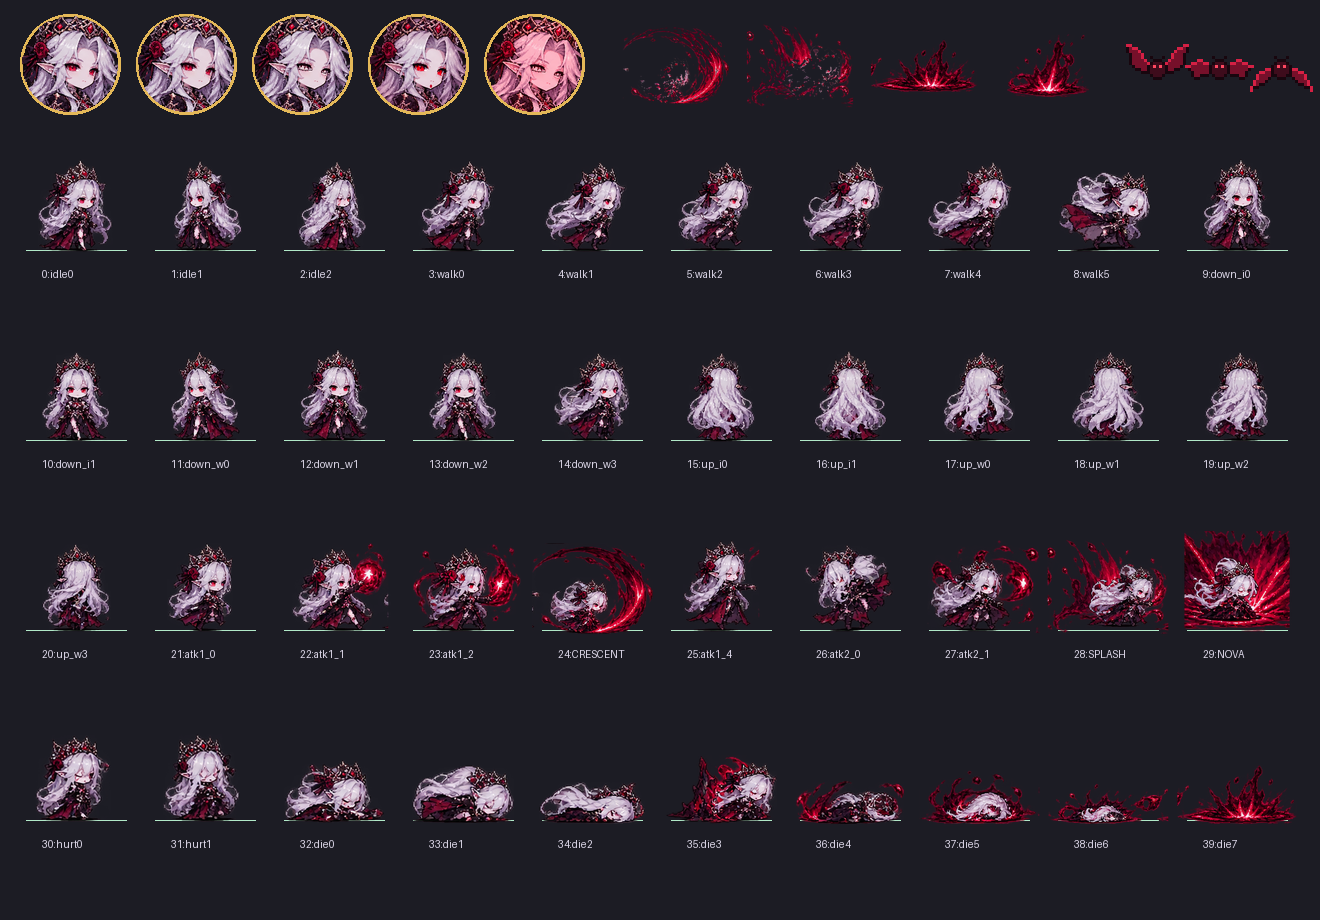 0:idle0 1:idle1 2:idle2 3:walk0 4:walk1 5:walk2 6:walk3 7:walk4 8:walk5 9:down_i0
10:down_i1 11:down_w0 12:down_w1 13:down_w2 14:down_w3 15:up_i0 16:up_i1 17:up_w0 18:up_w1 19:up_w2
20:up_w3 21:atk1_0 22:atk1_1 23:atk1_2 24:CRESCENT 25:atk1_4 26:atk2_0 27:atk2_1 28:SPLASH 29:NOVA
30:hurt0 31:hurt1 32:die0 33:die1 34:die2 35:die3 36:die4 37:die5 38:die6 39:die7